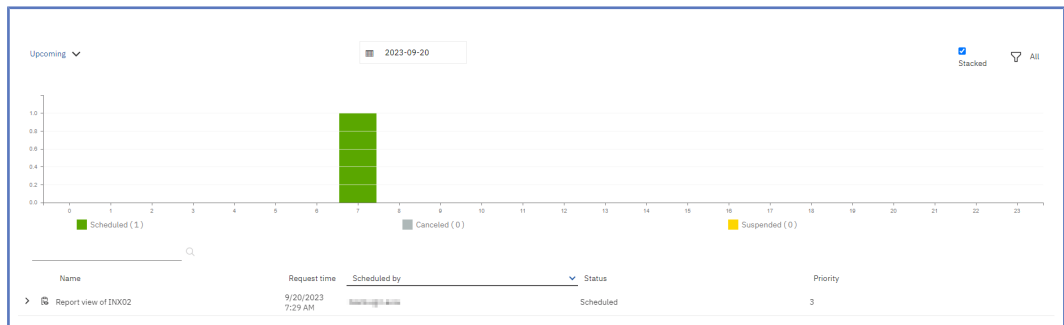 Upcoming
2023-09-20
Stacked
All
1.0
0.8
0.6
0.4
0.2
0.0
0 1 2 3 4 5 6 7 8 9 10 11 12 13 14 15 16 17 18 19 20 21 22 23
Scheduled ( 1 )
Canceled ( 0 )
Suspended ( 0 )
Name Request time Scheduled by Status Priority
Report view of INX02 9/20/2023 7:29 AM Scheduled 3